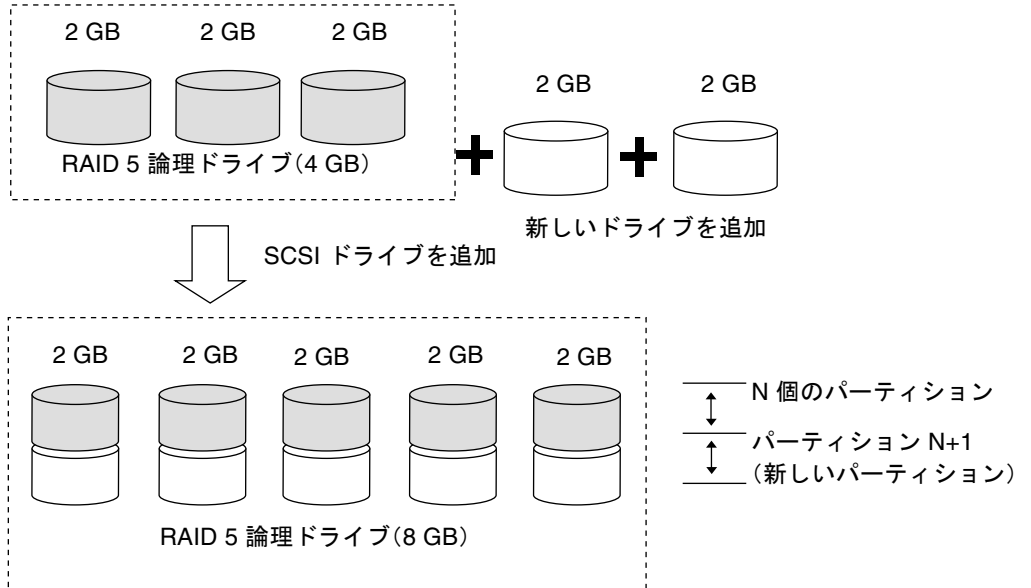 2 GB 2 GB 2 GB
2 GB 2 GB
RAID 5 論理ドライブ(4 GB)
新しいドライブを追加
SCSI ドライブを追加
2 GB 2 GB 2 GB 2 GB 2 GB
N 個のパーティション
パーティション N+1
(新しいパーティション)
RAID 5 論理ドライブ(8 GB)